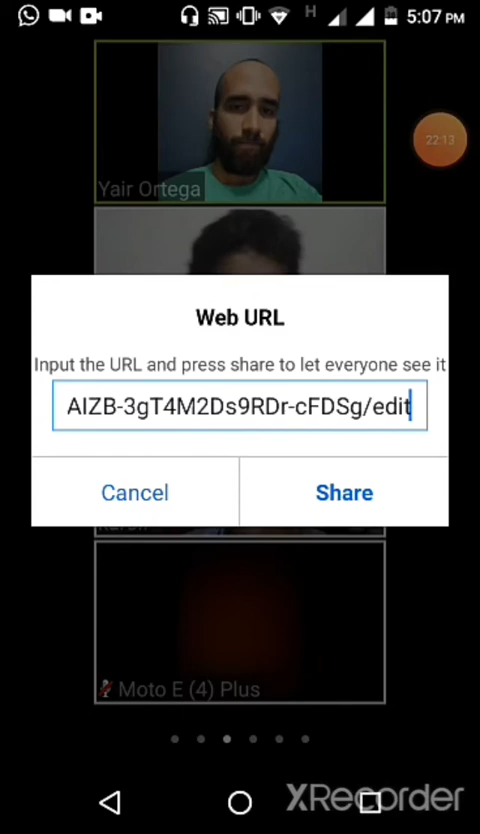 H
5:07 PM
22:13
Yair Ortega
Web URL
Input the URL and press share to let everyone see it
AIZB-3gT4M2Ds9RDr-cFDSg/edit
Cancel
Share
Moto E (4) Plus
XRecorder